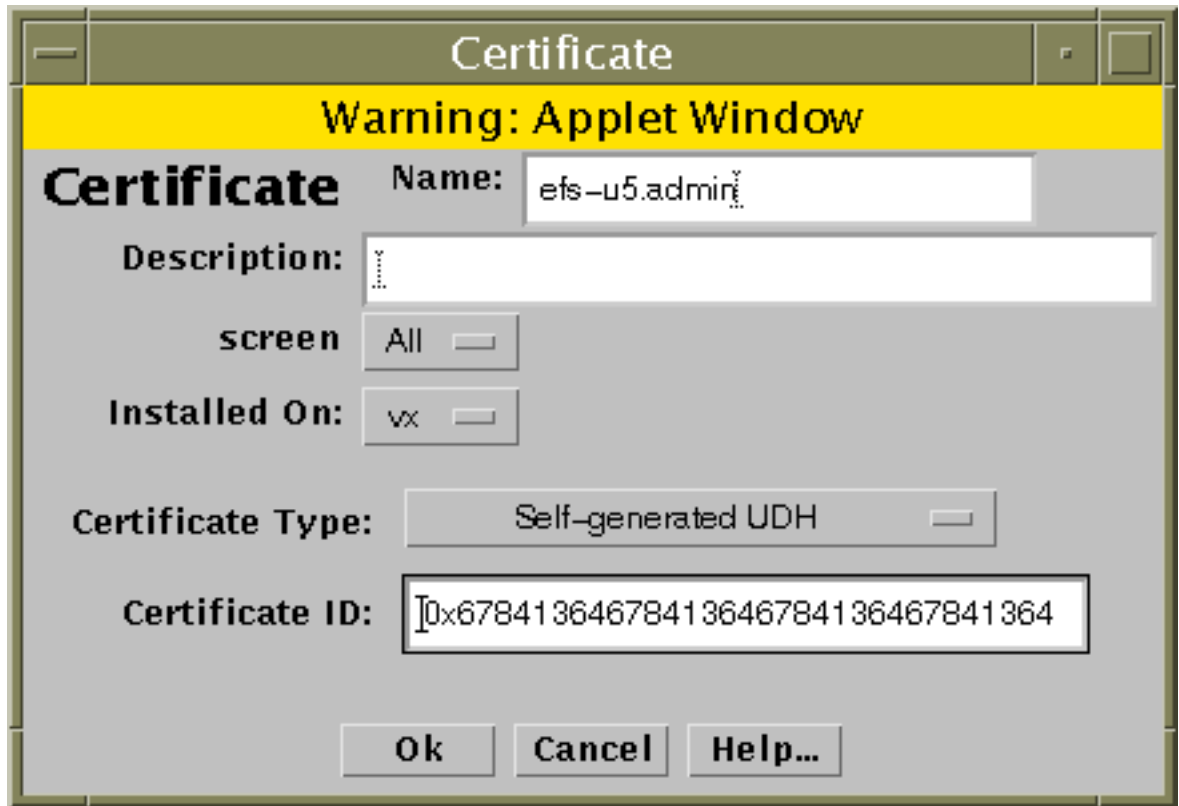 Certificate
Warning: Applet Window
Certificate Name: efs-u5.admin
Description:
screen All
Installed On: vx
Certificate Type: Self-generated UDH
Certificate ID: 0x67841364678413646784136467841364
Ok Cancel Help...